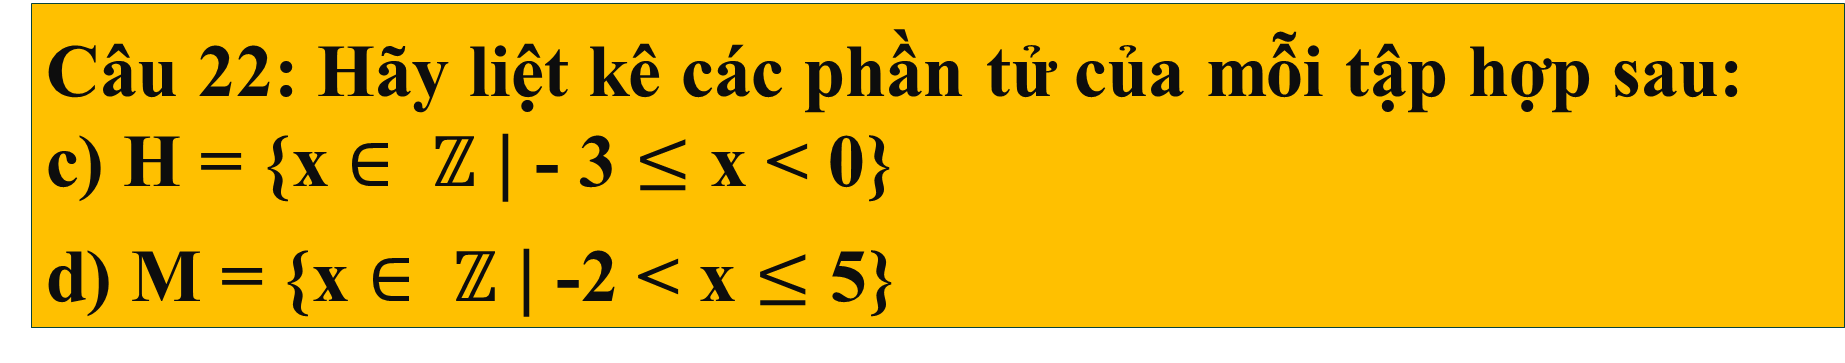 Câu 22: Hãy liệt kê các phần tử của mỗi tập hợp sau:
c) H = {x ∈ ℤ | - 3 ≤ x < 0}
d) M = {x ∈ ℤ | -2 < x ≤ 5}